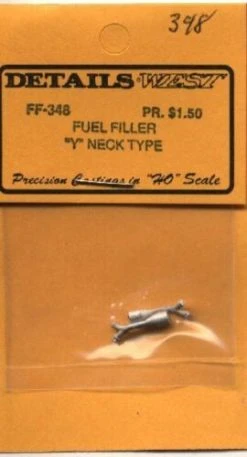 348
DETAILS WEST
FF-348 PR. $1.50
FUEL FILLER
"Y" NECK TYPE
Precision Castings in "HO" Scale